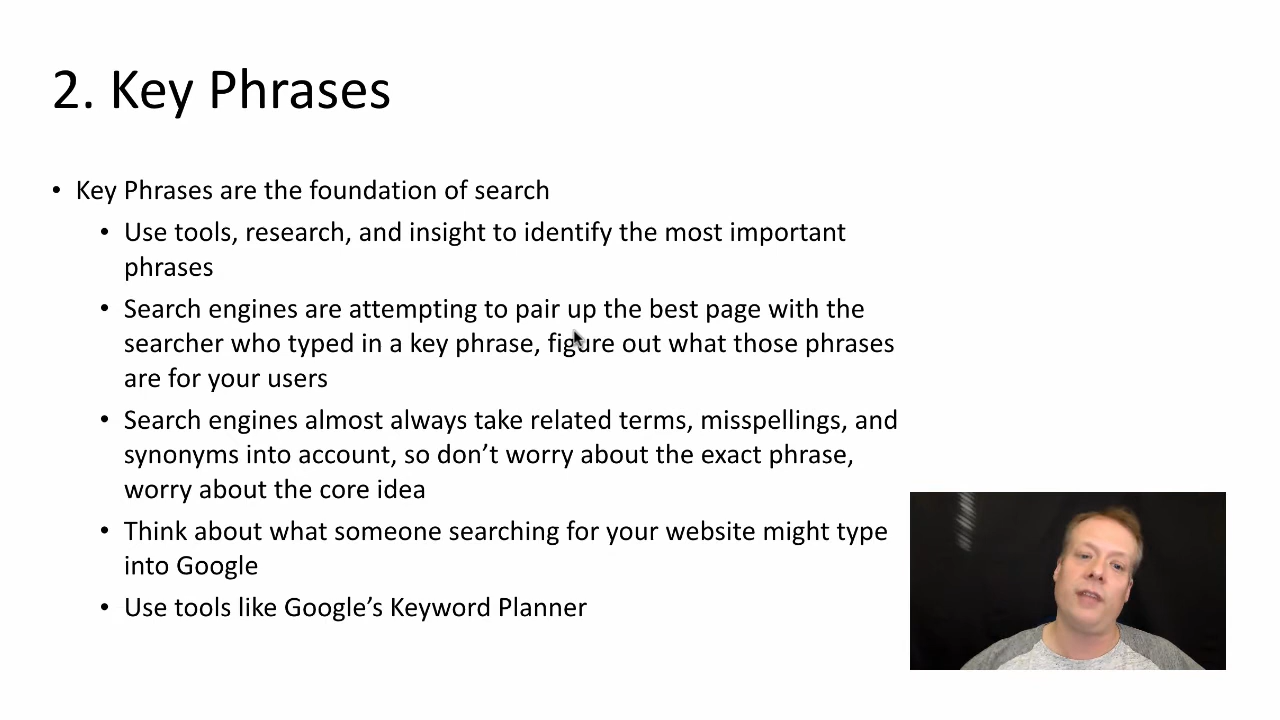 2. Key Phrases
• Key Phrases are the foundation of search
• Use tools, research, and insight to identify the most important
phrases
• Search engines are attempting to pair up the best page with the
searcher who typed in a key phrase, figure out what those phrases
are for your users
• Search engines almost always take related terms, misspellings, and
synonyms into account, so don’t worry about the exact phrase,
worry about the core idea
• Think about what someone searching for your website might type
into Google
• Use tools like Google’s Keyword Planner